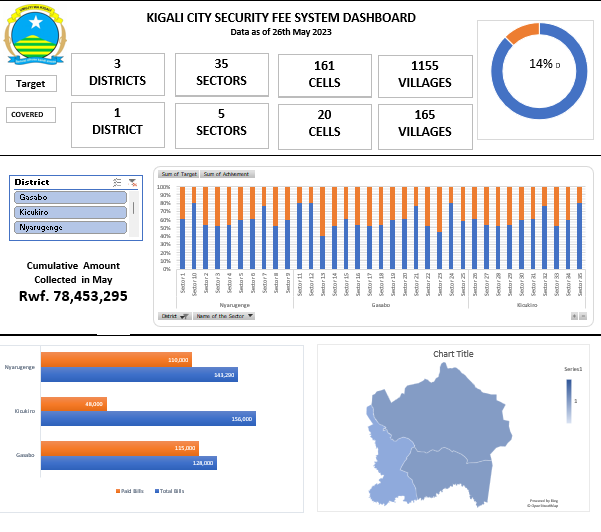 KIGALI CITY SECURITY FEE SYSTEM DASHBOARD
Data as of 26th May 2023
Target
3
DISTRICTS
35
SECTORS
161
CELLS
1155
VILLAGES
COVERED
1
DISTRICT
5
SECTORS
20
CELLS
165
VILLAGES
14% D
District
Gasabo
Kicukiro
Nyarugenge
Cumulative Amount
Collected in May
Rwf. 78,453,295
Sum of Target
Sum of Achivement
100%
90%
80%
70%
60%
50%
40%
30%
20%
10%
0%
Sector 1
Sector 10
Sector 2
Sector 3
Sector 4
Sector 5
Sector 6
Sector 7
Sector 8
Sector 9
Sector 11
Sector 12
Sector 13
Sector 14
Sector 15
Sector 16
Sector 17
Sector 18
Sector 19
Sector 20
Sector 21
Sector 22
Sector 23
Sector 24
Sector 25
Sector 26
Sector 27
Sector 28
Sector 29
Sector 30
Sector 31
Sector 32
Sector 33
Sector 34
Sector 35
Nyarugenge
Gasabo
Kicukiro
District
Name of the Sector
Nyarugenge
110,000
143,290
Kicukiro
48,000
156,600
Gasabo
115,000
128,000
Paid Bills
Total Bills
Chart Title
Series1
1
Powered by Bing
© OpenStreetMap